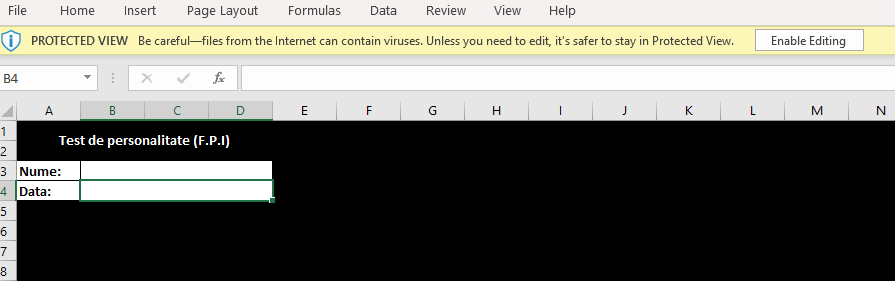 File Home Insert Page Layout Formulas Data Review View Help
PROTECTED VIEW Be careful—files from the Internet can contain viruses. Unless you need to edit, it's safer to stay in Protected View. Enable Editing
B4 fx
A B C D E F G H I J K L M N
1
Test de personalitate (F.P.I)
2
3 Nume:
4 Data:
5
6
7
8